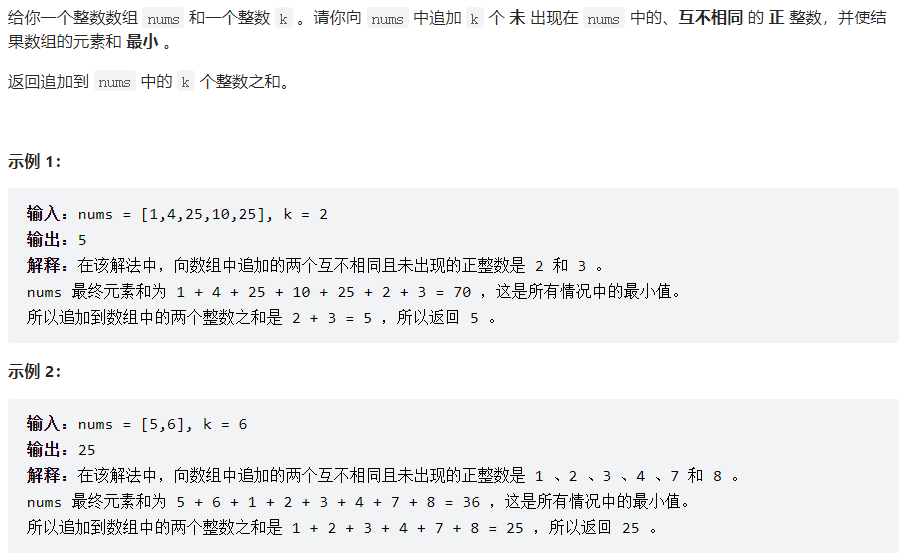 给你一个整数数组 nums 和一个整数 k 。请你向 nums 中追加 k 个 未 出现在 nums 中的、互不相同 的 正 整数，并使结
果数组的元素和 最小 。
返回追加到 nums 中的 k 个整数之和。
示例 1：
输入：nums = [1,4,25,10,25], k = 2
输出：5
解释：在该解法中，向数组中追加的两个互不相同且未出现的正整数是 2 和 3 。
nums 最终元素和为 1 + 4 + 25 + 10 + 25 + 2 + 3 = 70 ，这是所有情况中的最小值。
所以追加到数组中的两个整数之和是 2 + 3 = 5 ，所以返回 5 。
示例 2：
输入：nums = [5,6], k = 6
输出：25
解释：在该解法中，向数组中追加的两个互不相同且未出现的正整数是 1 、2 、3 、4 、7 和 8 。
nums 最终元素和为 5 + 6 + 1 + 2 + 3 + 4 + 7 + 8 = 36 ，这是所有情况中的最小值。
所以追加到数组中的两个整数之和是 1 + 2 + 3 + 4 + 7 + 8 = 25 ，所以返回 25 。